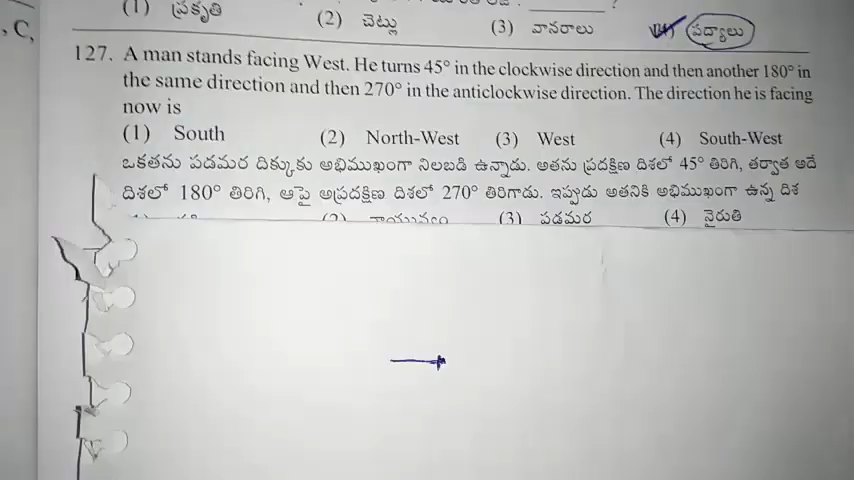 , C,
(1) ప్రకృతి (2) చెట్లు (3) వానరాలు (4) పద్యాలు
127. A man stands facing West. He turns 45° in the clockwise direction and then another 180° in
the same direction and then 270° in the anticlockwise direction. The direction he is facing
now is
(1) South (2) North-West (3) West (4) South-West
ఒకతను పడమర దిక్కుకు అభిముఖంగా నిలబడి ఉన్నాడు. అతను ప్రదక్షిణ దిశలో 45° తిరిగి, తర్వాత అదే
దిశలో 180° తిరిగి, ఆపై అప్రదక్షిణ దిశలో 270° తిరిగాడు. ఇప్పుడు అతనికి అభిముఖంగా ఉన్న దిశ
(2) (3) పడమర (4) నైరుతి